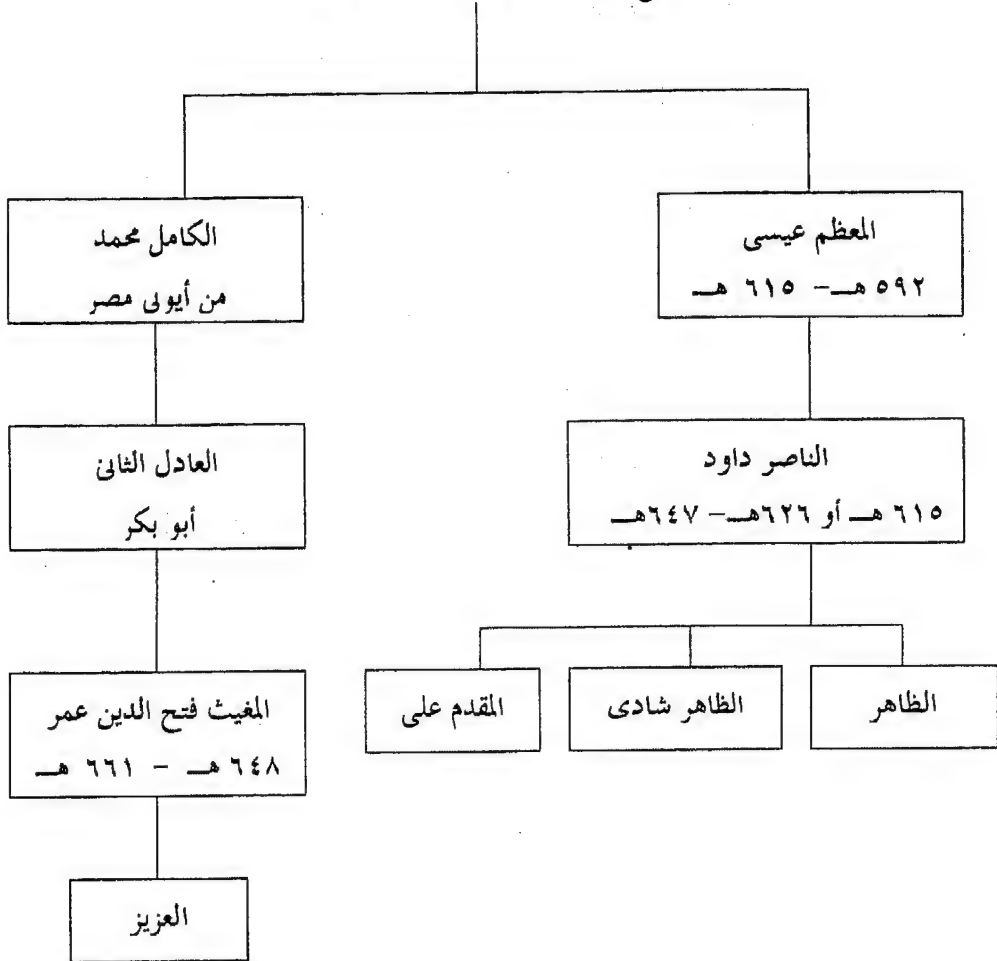 المعظم عيسى
٥٩٢ هـ – ٦١٥ هـ
الكامل محمد
من أيوبى مصر
الناصر داود
٦١٥ هـ أو ٦٢٦هـ – ٦٤٧هـ
العادل الثانى
أبو بكر
الظاهر
الظاهر شادى
المقدم على
المغيث فتح الدين عمر
٦٤٨ هـ – ٦٦١ هـ
العزيز